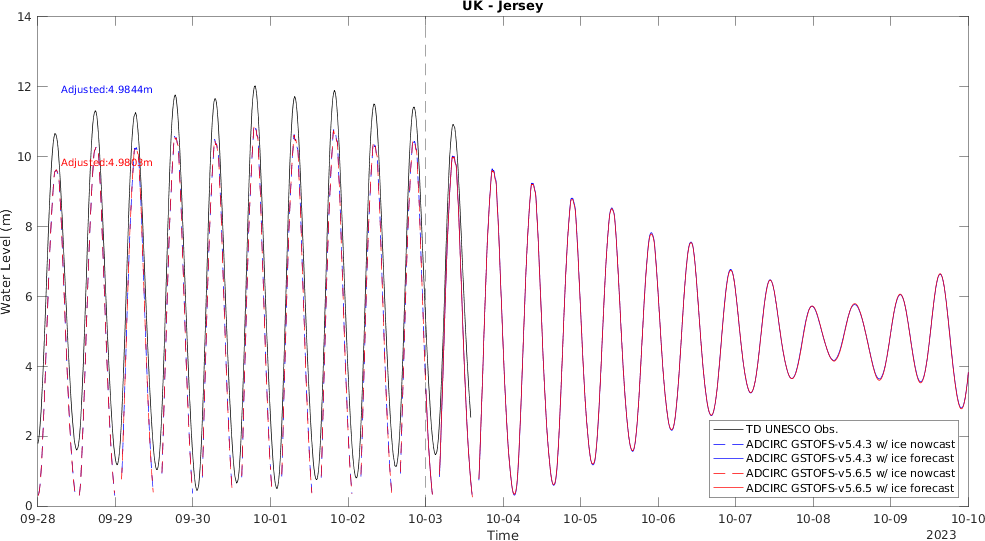 UK - Jersey
14
12
10
8
6
4
2
0
Water Level (m)
Adjusted:4.9844m
Adjusted:4.9803m
TD UNESCO Obs.
ADCIRC GSTOFS-v5.4.3 w/ ice nowcast
ADCIRC GSTOFS-v5.4.3 w/ ice forecast
ADCIRC GSTOFS-v5.6.5 w/ ice nowcast
ADCIRC GSTOFS-v5.6.5 w/ ice forecast
09-28 09-29 09-30 10-01 10-02 10-03 10-04 10-05 10-06 10-07 10-08 10-09 10-10
Time
2023